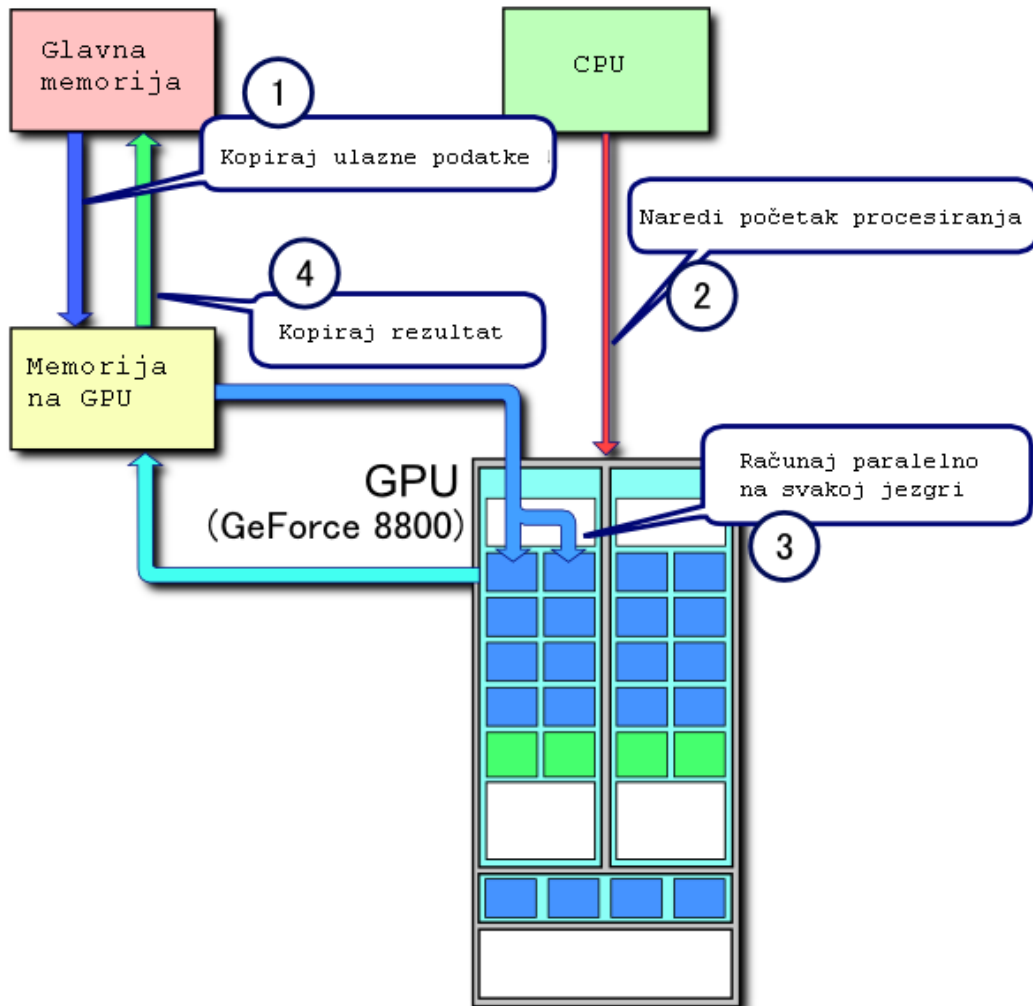 Glavna
memorija
CPU
1
Kopiraj ulazne podatke
Naredi početak procesiranja
2
4
Kopiraj rezultat
Memorija
na GPU
GPU
(GeForce 8800)
Računaj paralelno
na svakoj jezgri
3